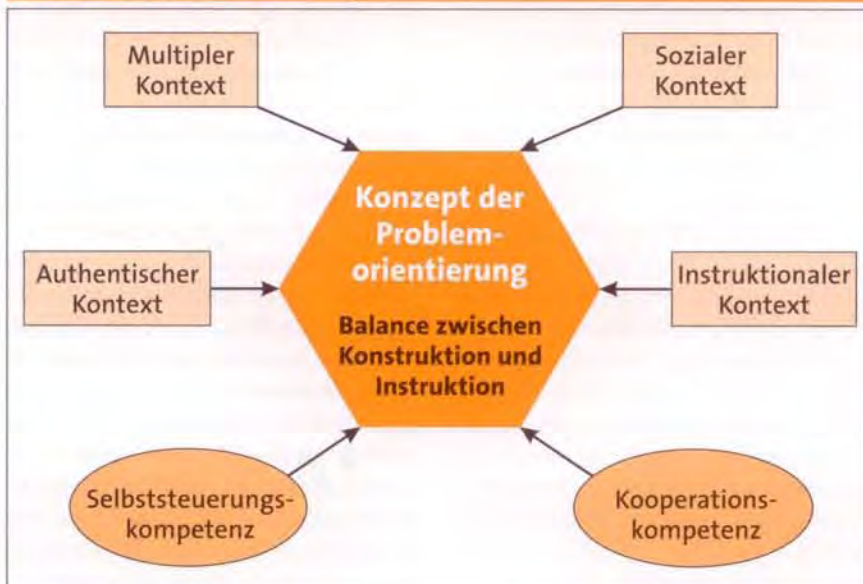 Multipler
Kontext
Sozialer
Kontext
Konzept der
Problem-
orientierung
Balance zwischen
Konstruktion und
Instruktion
Authentischer
Kontext
Instruktionaler
Kontext
Selbststeuerungs-
kompetenz
Kooperations-
kompetenz